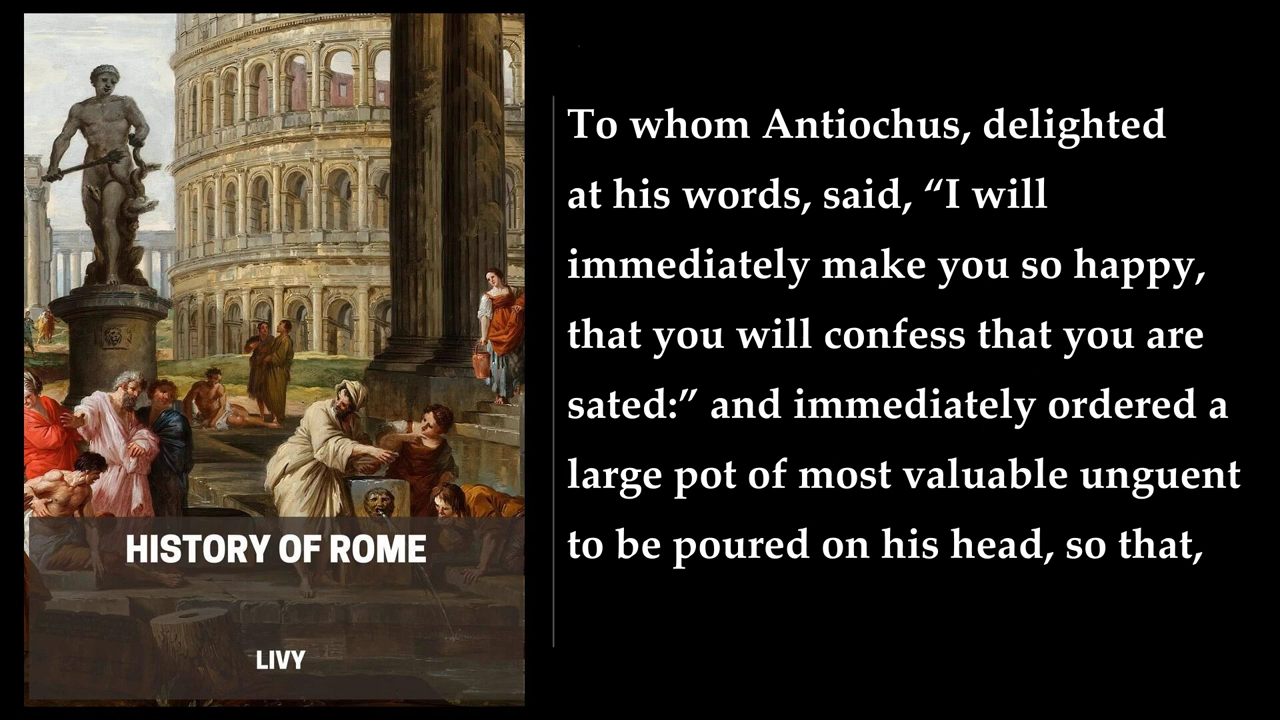 HISTORY OF ROME
LIVY
To whom Antiochus, delighted
at his words, said, “I will
immediately make you so happy,
that you will confess that you are
sated:” and immediately ordered a
large pot of most valuable unguent
to be poured on his head, so that,